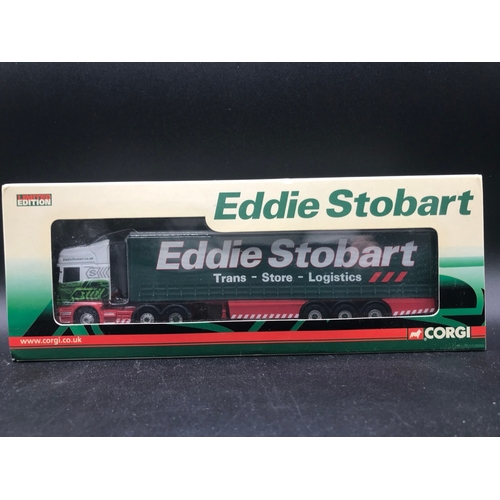 LIMITED
EDITION
Eddie Stobart
Eddie Stobart
Trans - Store - Logistics
www.corgi.co.uk
CORGI